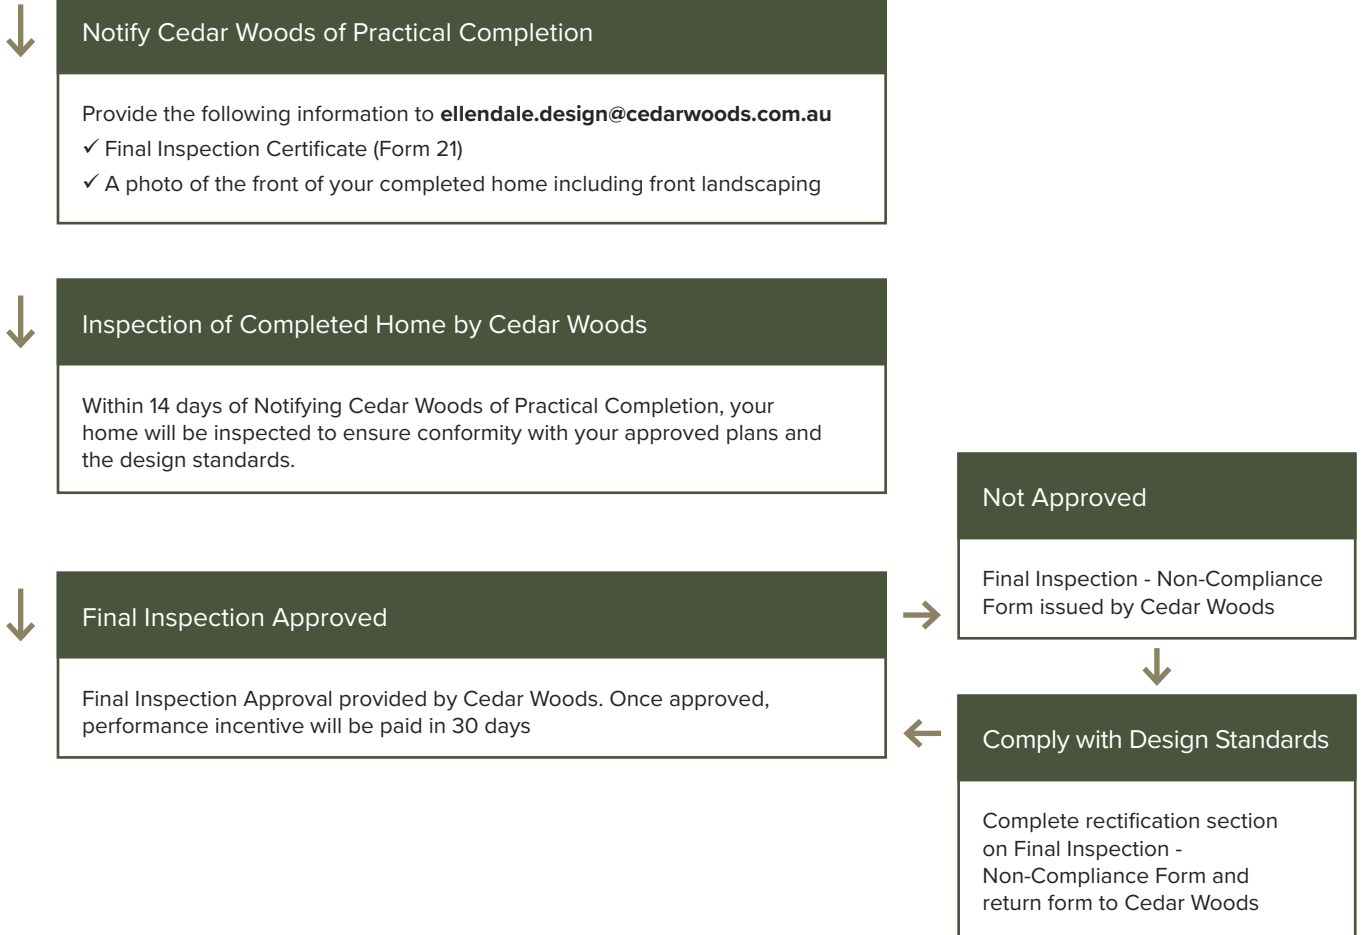 Notify Cedar Woods of Practical Completion
Provide the following information to ellendale.design@cedarwoods.com.au
✓ Final Inspection Certificate (Form 21)
✓ A photo of the front of your completed home including front landscaping
Inspection of Completed Home by Cedar Woods
Within 14 days of Notifying Cedar Woods of Practical Completion, your
home will be inspected to ensure conformity with your approved plans and
the design standards.
Final Inspection Approved
Final Inspection Approval provided by Cedar Woods. Once approved,
performance incentive will be paid in 30 days
Not Approved
Final Inspection - Non-Compliance
Form issued by Cedar Woods
Comply with Design Standards
Complete rectification section
on Final Inspection -
Non-Compliance Form and
return form to Cedar Woods